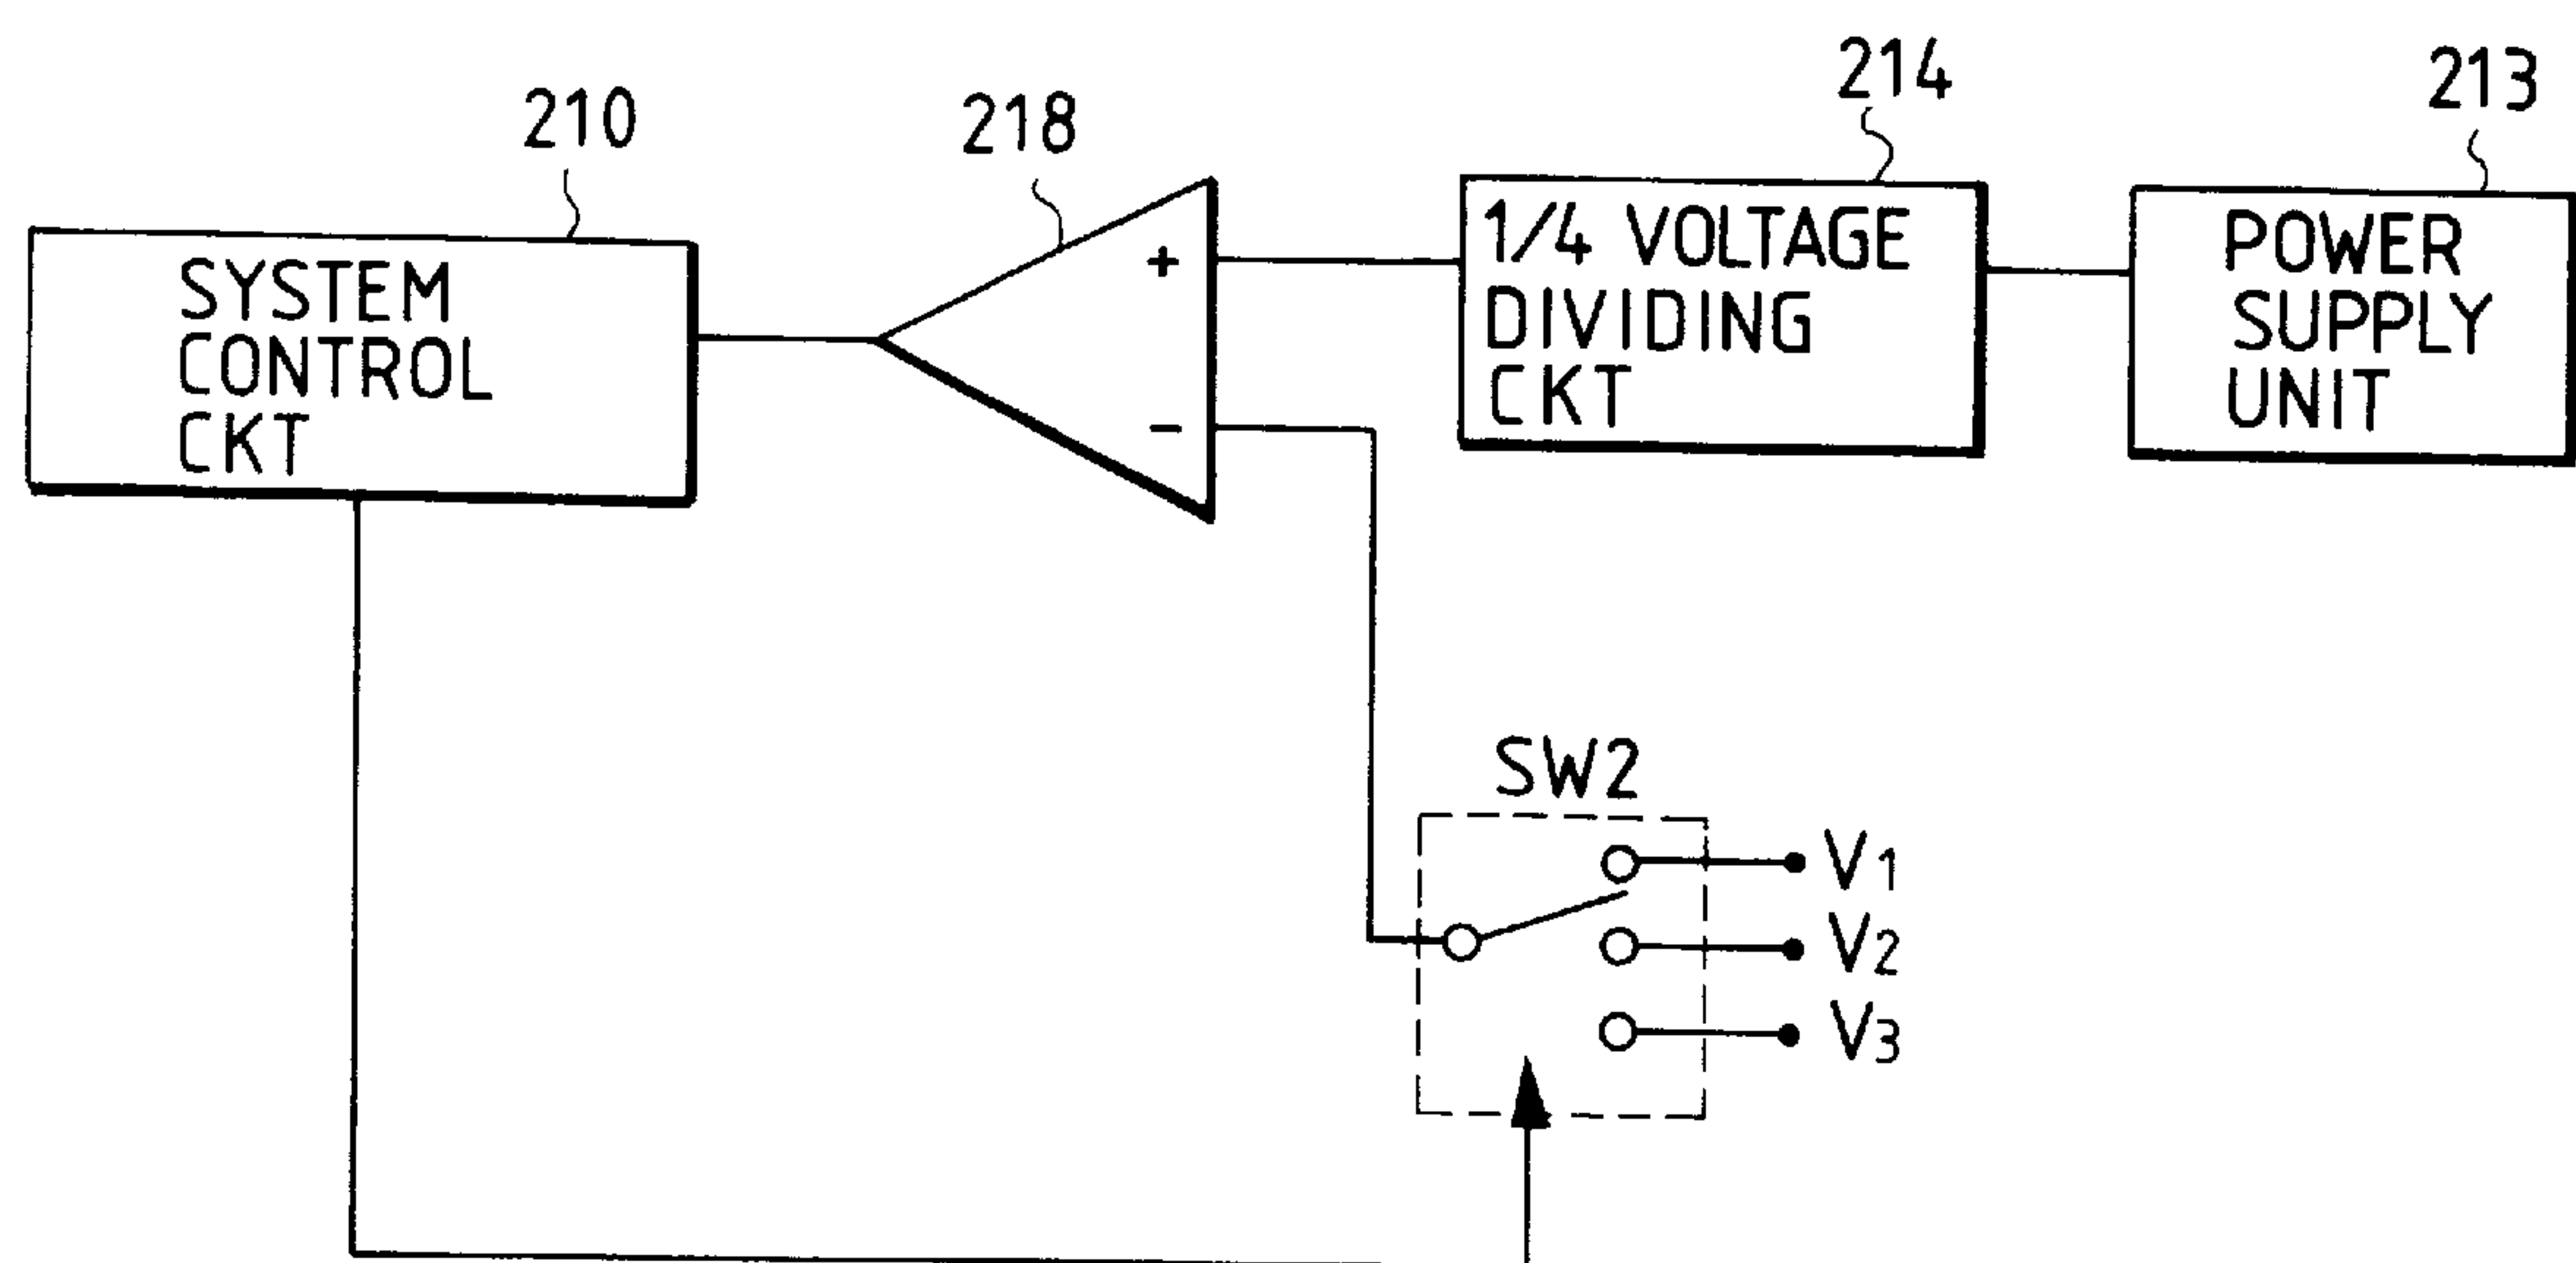 210
218
214
213
SYSTEM
CONTROL
CKT
+
-
1/4 VOLTAGE
DIVIDING
CKT
POWER
SUPPLY
UNIT
SW2
V1
V2
V3